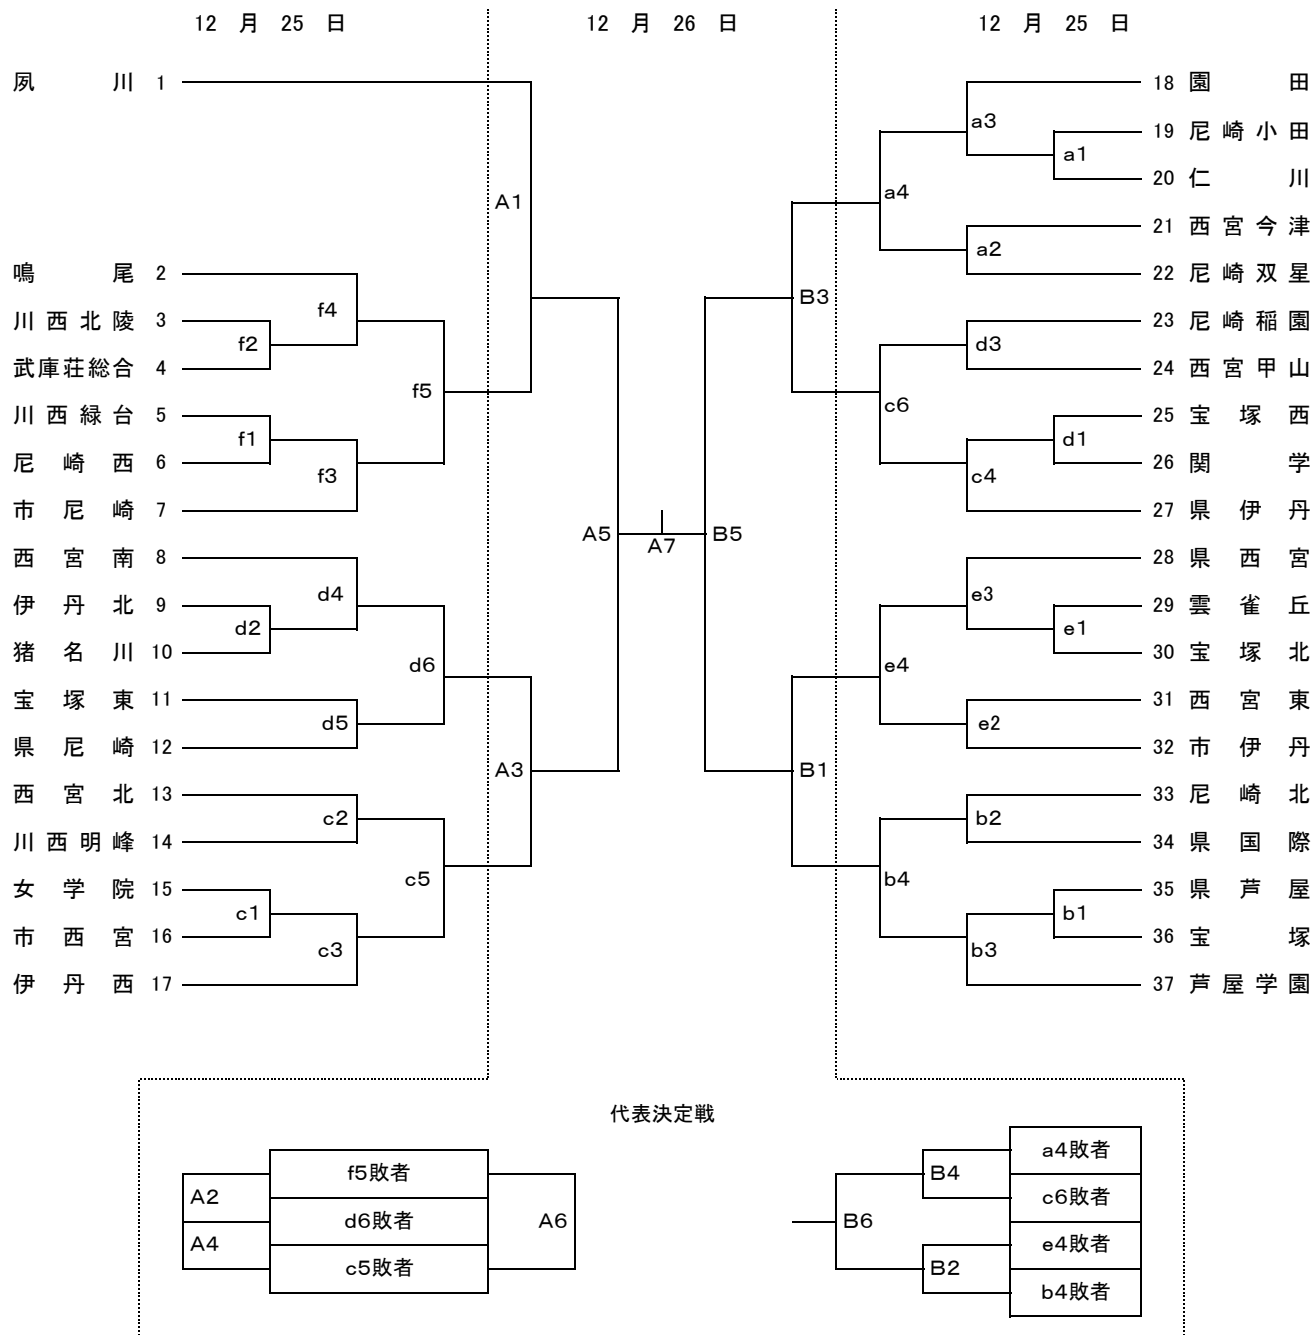 12 月 25 日
12 月 26 日
12 月 25 日
夙川 1
A1
鳴尾 2
f4
川西北陵 3
f2
武庫荘総合 4
f5
川西緑台 5
f1
尼崎西 6
f3
市尼崎 7
A5
西宮南 8
d4
伊丹北 9
d2
猪名川 10
d6
宝塚東 11
d5
県尼崎 12
A3
西宮北 13
c2
川西明峰 14
c5
女学院 15
c1
市西宮 16
c3
伊丹西 17
A7
18 園田
a3
19 尼崎小田
a1
20 仁川
a4
21 西宮今津
a2
22 尼崎双星
B3
23 尼崎稲園
d3
24 西宮甲山
c6
25 宝塚西
d1
26 関学
c4
27 県伊丹
B5
28 県西宮
e3
29 雲雀丘
e1
30 宝塚北
e4
31 西宮東
e2
32 市伊丹
B1
33 尼崎北
b2
34 県国際
b4
35 県芦屋
b1
36 宝塚
b3
37 芦屋学園
代表決定戦
f5敗者
A2
d6敗者
A6
A4
c5敗者
a4敗者
B4
c6敗者
B6
e4敗者
B2
b4敗者